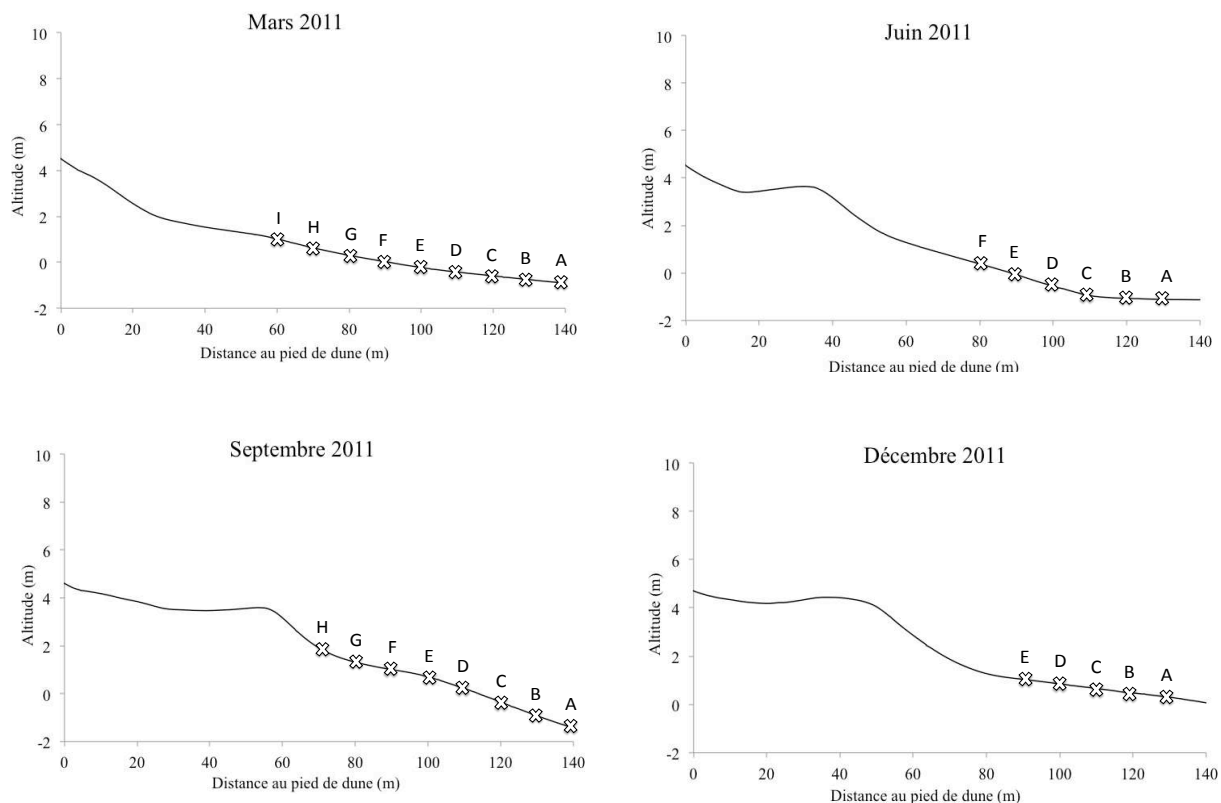 Mars 2011
10
8
6
4
2
0
-2
Altitude (m)
I H G F E D C B A
0 20 40 60 80 100 120 140
Distance au pied de dune (m)
Juin 2011
10
8
6
4
2
0
-2
Altitude (m)
F E D C B A
0 20 40 60 80 100 120 140
Distance au pied de dune (m)
Septembre 2011
10
8
6
4
2
0
-2
Altitude (m)
H G F E D C B A
0 20 40 60 80 100 120 140
Distance au pied de dune (m)
Décembre 2011
10
8
6
4
2
0
-2
Altitude (m)
E D C B A
0 20 40 60 80 100 120 140
Distance au pied de dune (m)